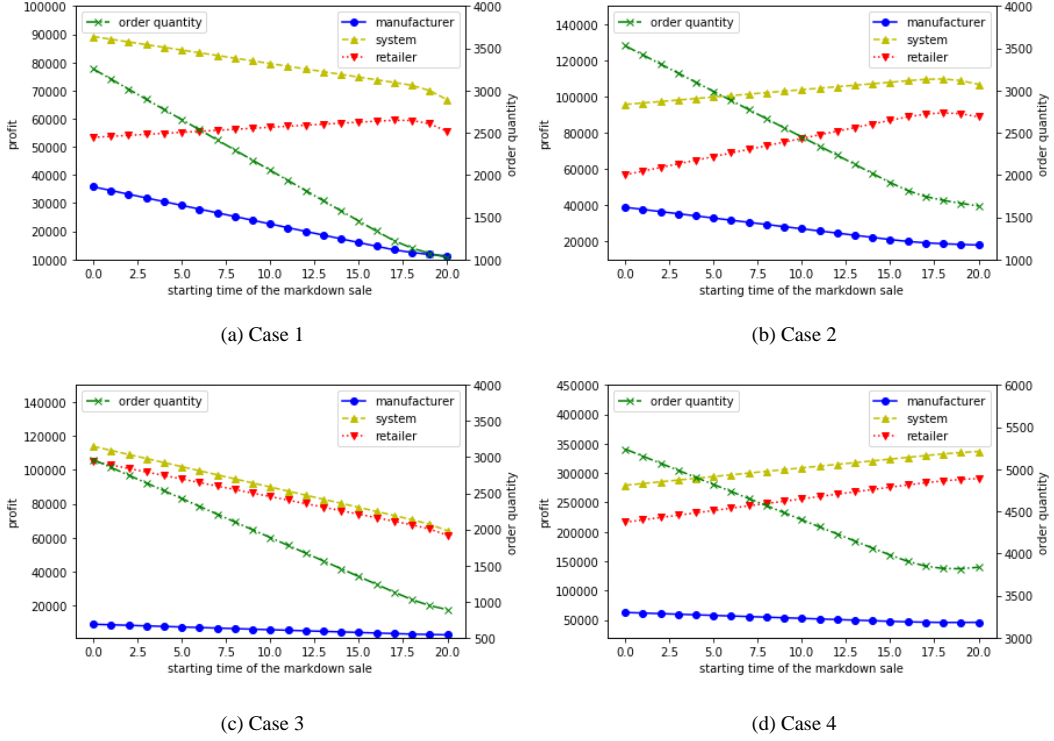 order quantity
manufacturer
system
retailer
100000
90000
80000
70000
60000
50000
40000
30000
20000
10000
profit
4000
3500
3000
2500
2000
1500
1000
order quantity
0.0 2.5 5.0 7.5 10.0 12.5 15.0 17.5 20.0
starting time of the markdown sale
(a) Case 1
order quantity
manufacturer
system
retailer
140000
120000
100000
80000
60000
40000
20000
profit
4000
3500
3000
2500
2000
1500
1000
order quantity
0.0 2.5 5.0 7.5 10.0 12.5 15.0 17.5 20.0
starting time of the markdown sale
(b) Case 2
order quantity
manufacturer
system
retailer
140000
120000
100000
80000
60000
40000
20000
profit
4000
3500
3000
2500
2000
1500
1000
500
order quantity
0.0 2.5 5.0 7.5 10.0 12.5 15.0 17.5 20.0
starting time of the markdown sale
(c) Case 3
order quantity
manufacturer
system
retailer
450000
400000
350000
300000
250000
200000
150000
100000
50000
profit
6000
5500
5000
4500
4000
3500
3000
order quantity
0.0 2.5 5.0 7.5 10.0 12.5 15.0 17.5 20.0
starting time of the markdown sale
(d) Case 4